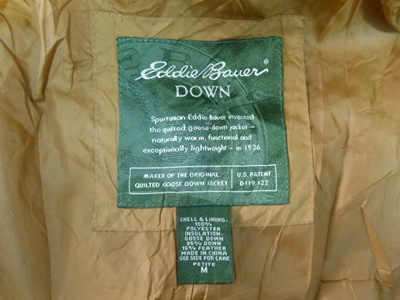 Eddie Bauer
DOWN
Sportsman Eddie Bauer invented
the quilted goose-down jacket –
naturally warm, functional and
exceptionally lightweight – in 1936
MAKER OF THE ORIGINAL
QUILTED GOOSE DOWN JACKET
U.S. PATENT
D119,122
SHELL & LINING:
100%
POLYESTER
INSULATION:
GOOSE DOWN
85% DOWN
15% FEATHER
MADE IN CHINA
SEE SIDE FOR CARE
PETITE
M